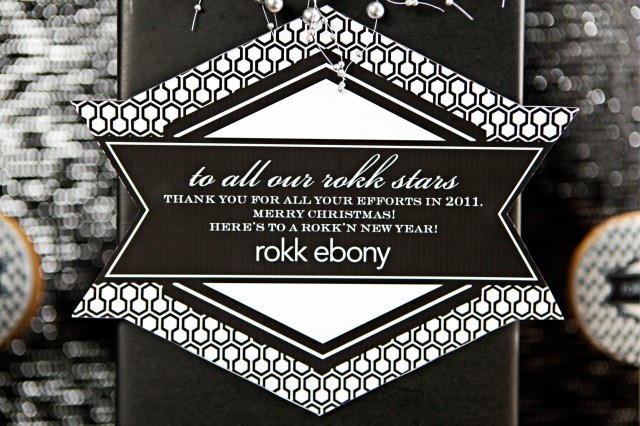 to all our rokk stars
THANK YOU FOR ALL YOUR EFFORTS IN 2011.
MERRY CHRISTMAS!
HERE'S TO A ROKK'N NEW YEAR!
rokk ebony